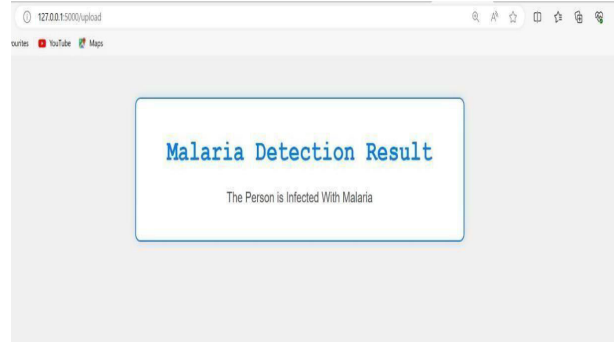 127.0.0.1:5000/upload
ourites YouTube Maps
Malaria Detection Result
The Person is Infected With Malaria